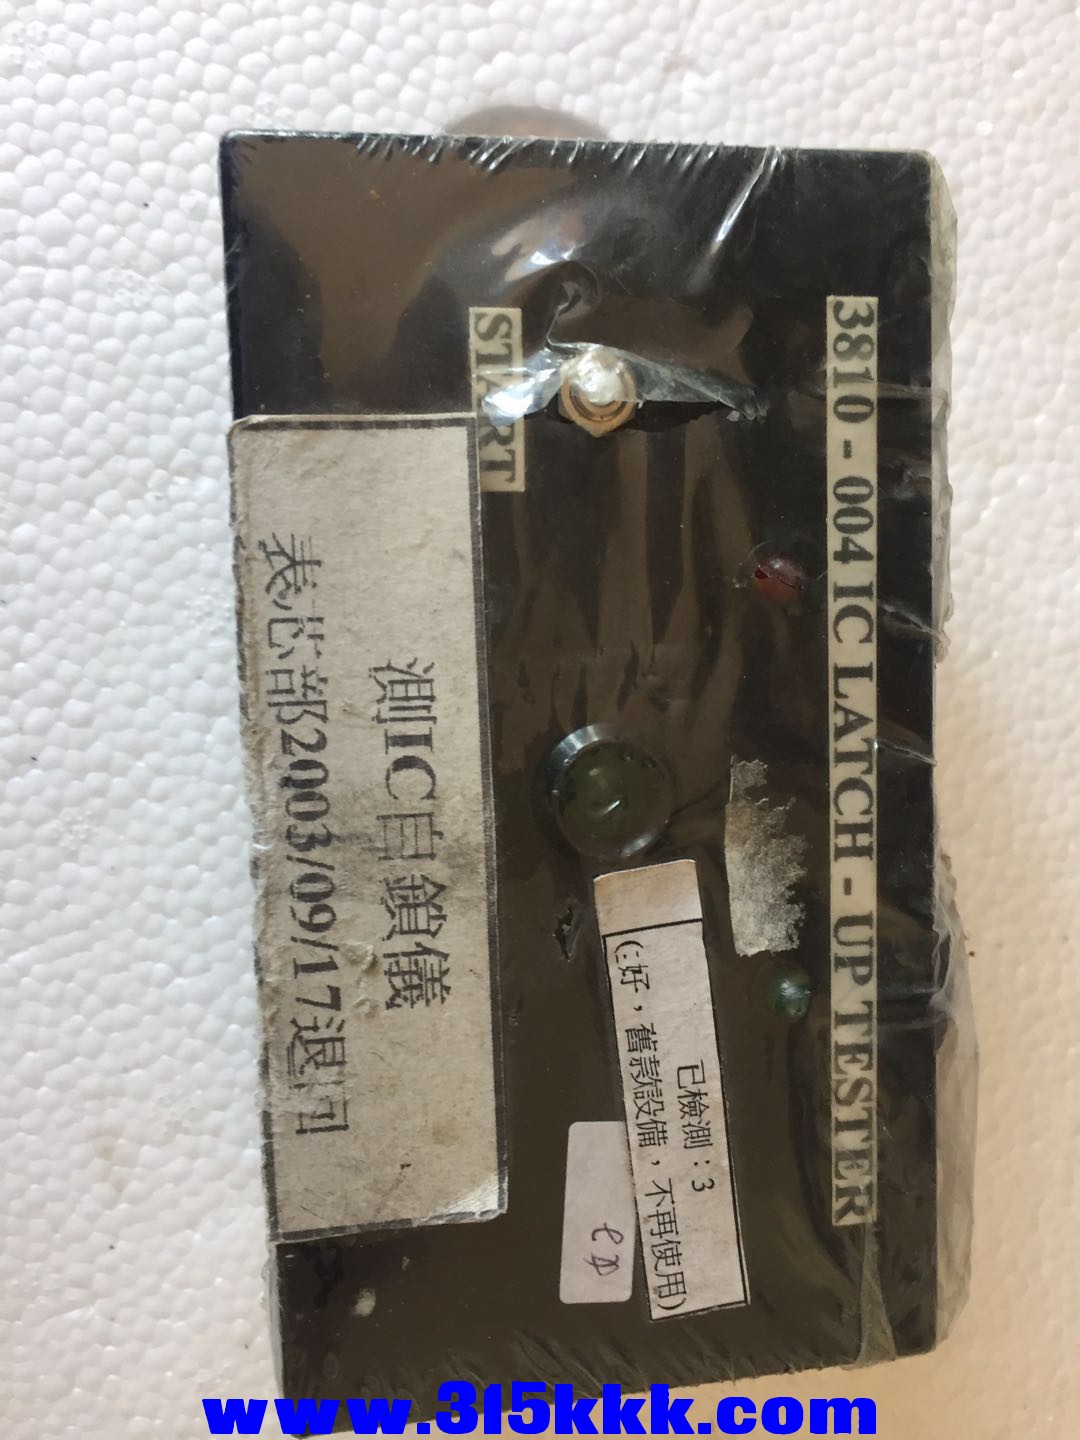 3810 - 004 IC LATCH - UP TESTER
START
已檢測：3
(好，舊款設備，不再使用)
測IC自鎖儀
表芯部2003/09/17退回
www.315kkk.com